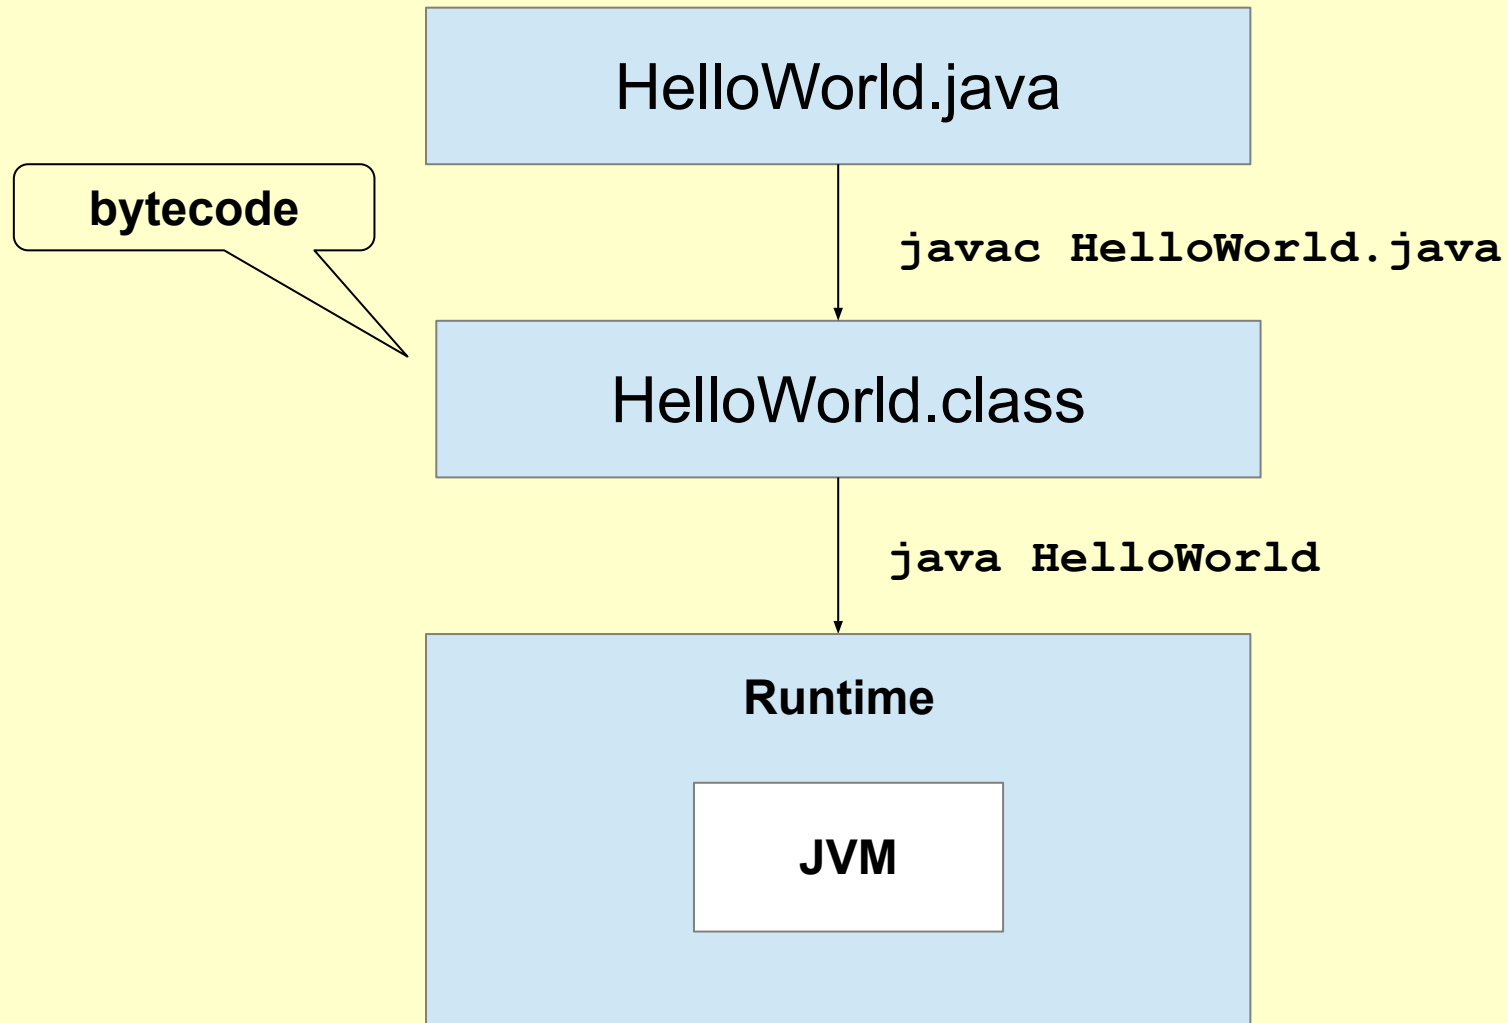 HelloWorld.java
bytecode
javac HelloWorld.java
HelloWorld.class
java HelloWorld
Runtime
JVM